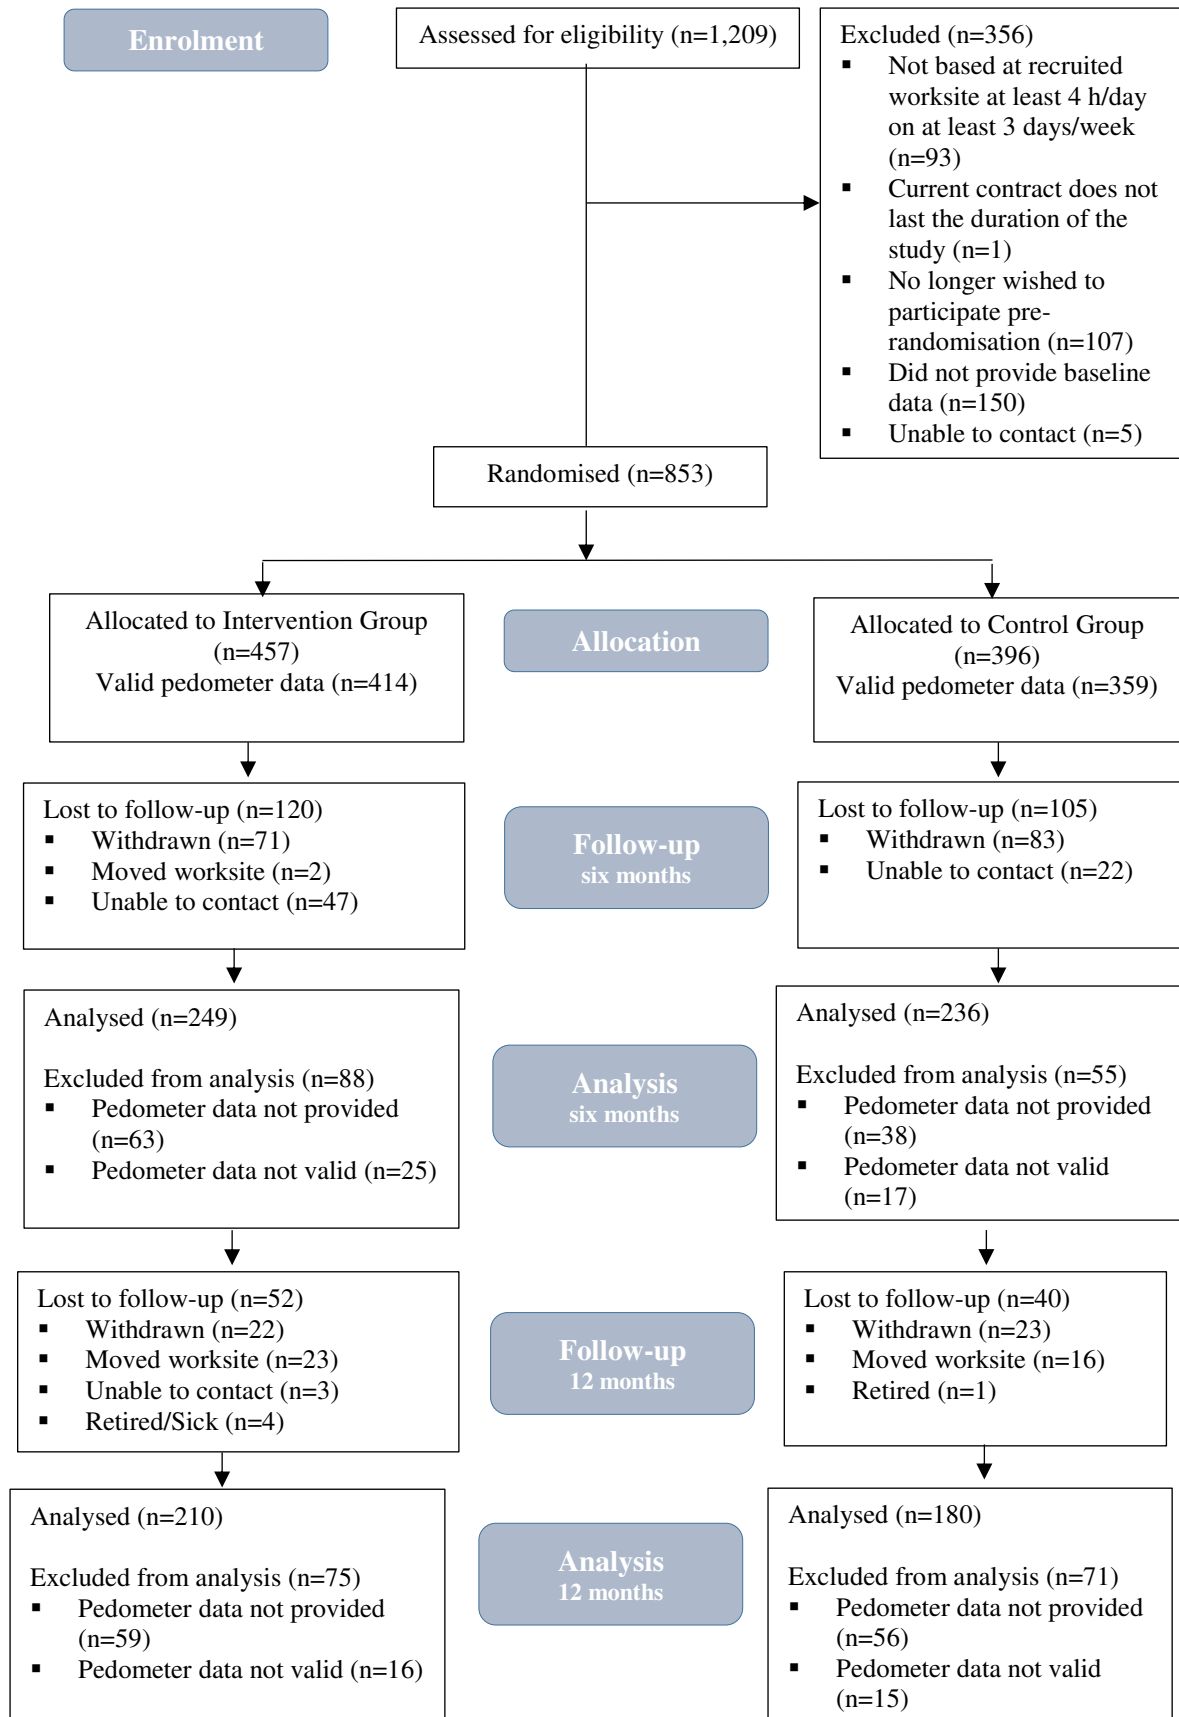 Enrolment
Assessed for eligibility (n=1,209)
Excluded (n=356)
▪ Not based at recruited
worksite at least 4 h/day
on at least 3 days/week
(n=93)
▪ Current contract does not
last the duration of the
study (n=1)
▪ No longer wished to
participate pre-
randomisation (n=107)
▪ Did not provide baseline
data (n=150)
▪ Unable to contact (n=5)
Randomised (n=853)
Allocated to Intervention Group
(n=457)
Valid pedometer data (n=414)
Allocation
Allocated to Control Group
(n=396)
Valid pedometer data (n=359)
Lost to follow-up (n=120)
▪ Withdrawn (n=71)
▪ Moved worksite (n=2)
▪ Unable to contact (n=47)
Follow-up
six months
Lost to follow-up (n=105)
▪ Withdrawn (n=83)
▪ Unable to contact (n=22)
Analysed (n=249)
Excluded from analysis (n=88)
▪ Pedometer data not provided
(n=63)
▪ Pedometer data not valid (n=25)
Analysis
six months
Analysed (n=236)
Excluded from analysis (n=55)
▪ Pedometer data not provided
(n=38)
▪ Pedometer data not valid
(n=17)
Lost to follow-up (n=52)
▪ Withdrawn (n=22)
▪ Moved worksite (n=23)
▪ Unable to contact (n=3)
▪ Retired/Sick (n=4)
Follow-up
12 months
Lost to follow-up (n=40)
▪ Withdrawn (n=23)
▪ Moved worksite (n=16)
▪ Retired (n=1)
Analysed (n=210)
Excluded from analysis (n=75)
▪ Pedometer data not provided
(n=59)
▪ Pedometer data not valid (n=16)
Analysis
12 months
Analysed (n=180)
Excluded from analysis (n=71)
▪ Pedometer data not provided
(n=56)
▪ Pedometer data not valid
(n=15)